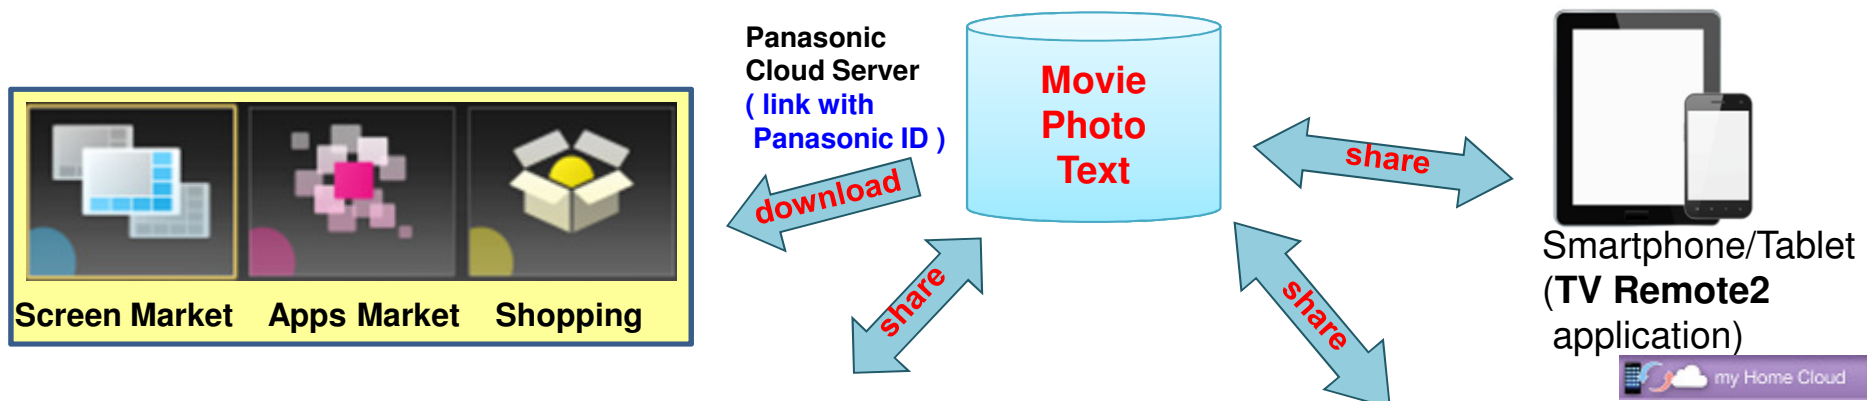 Panasonic
Cloud Server
( link with
Panasonic ID )
Movie
Photo
Text
download
share
share
share
Screen Market
Apps Market
Shopping
Smartphone/Tablet
(TV Remote2
application)
my Home Cloud